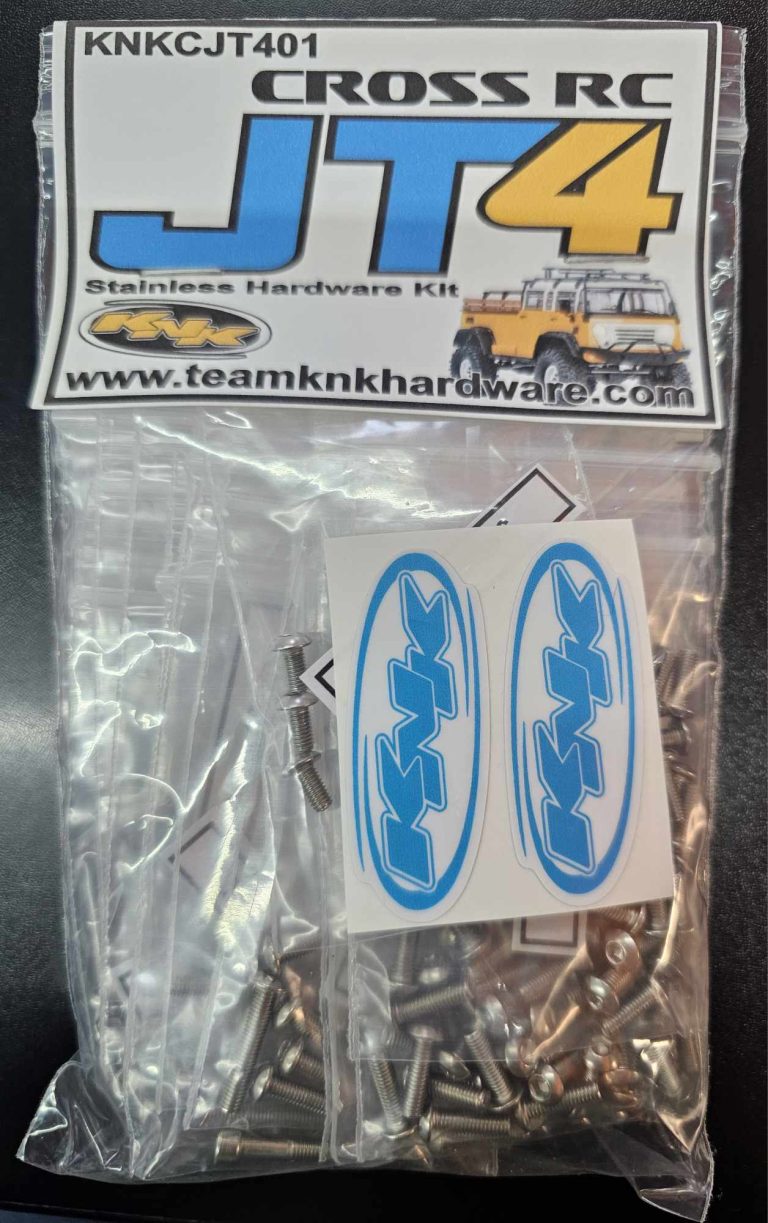 KNKCJT401
CROSS RC
JT4
Stainless Hardware Kit
KNK
www.teamknkhardware.com
KNK
KNK